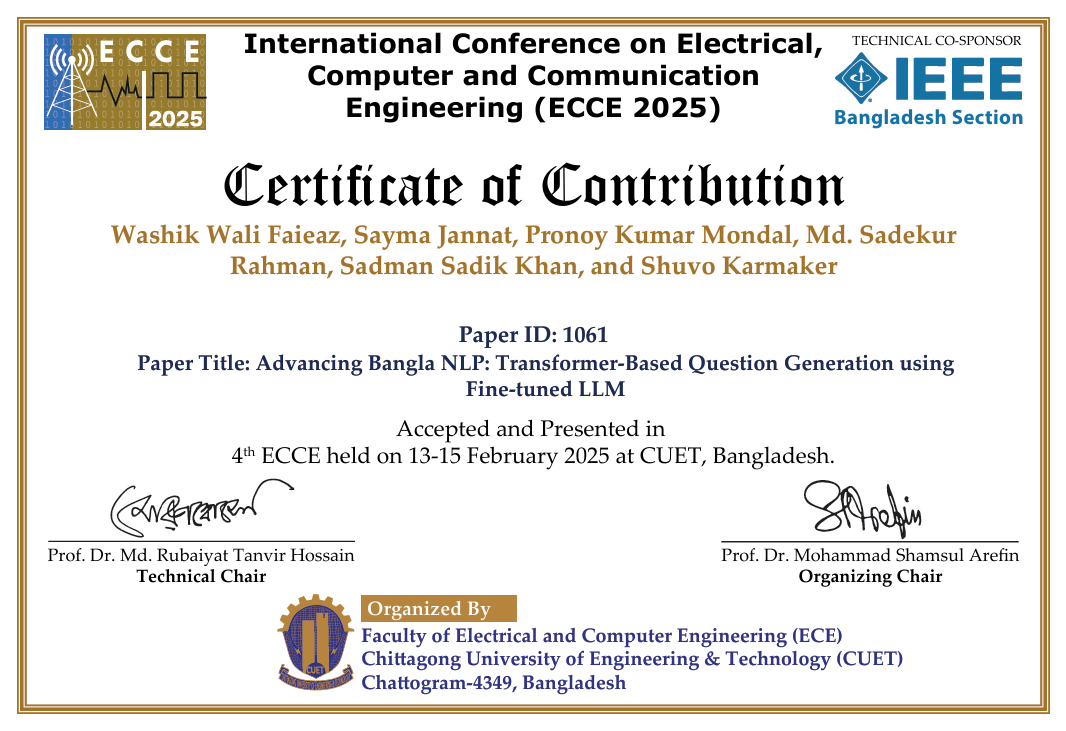 E C C E
2025
International Conference on Electrical,
Computer and Communication
Engineering (ECCE 2025)
TECHNICAL CO-SPONSOR
IEEE
Bangladesh Section
Certificate of Contribution
Washik Wali Faieaz, Sayma Jannat, Pronoy Kumar Mondal, Md. Sadekur
Rahman, Sadman Sadik Khan, and Shuvo Karmaker
Paper ID: 1061
Paper Title: Advancing Bangla NLP: Transformer-Based Question Generation using
Fine-tuned LLM
Accepted and Presented in
4th ECCE held on 13-15 February 2025 at CUET, Bangladesh.
Prof. Dr. Md. Rubaiyat Tanvir Hossain
Technical Chair
Prof. Dr. Mohammad Shamsul Arefin
Organizing Chair
CUET
Organized By
Faculty of Electrical and Computer Engineering (ECE)
Chittagong University of Engineering & Technology (CUET)
Chattogram-4349, Bangladesh